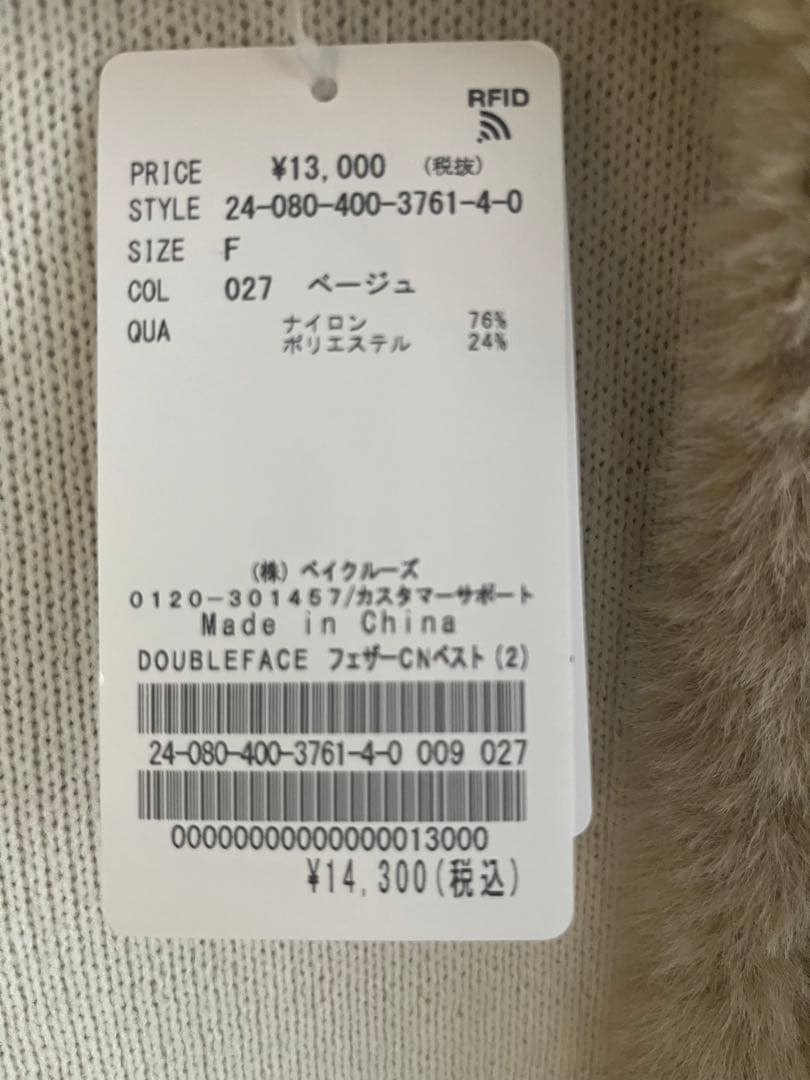 RFID
PRICE ¥13,000 (税抜)
STYLE 24-080-400-3761-4-0
SIZE F
COL 027 ベージュ
QUA ナイロン 76%
ポリエステル 24%
(株) ベイクルーズ
0120-301457/カスタマーサポート
Made in China
DOUBLEFACE フェザーCNベスト(2)
24-080-400-3761-4-0 009 027
00000000000000013000
¥14,300(税込)